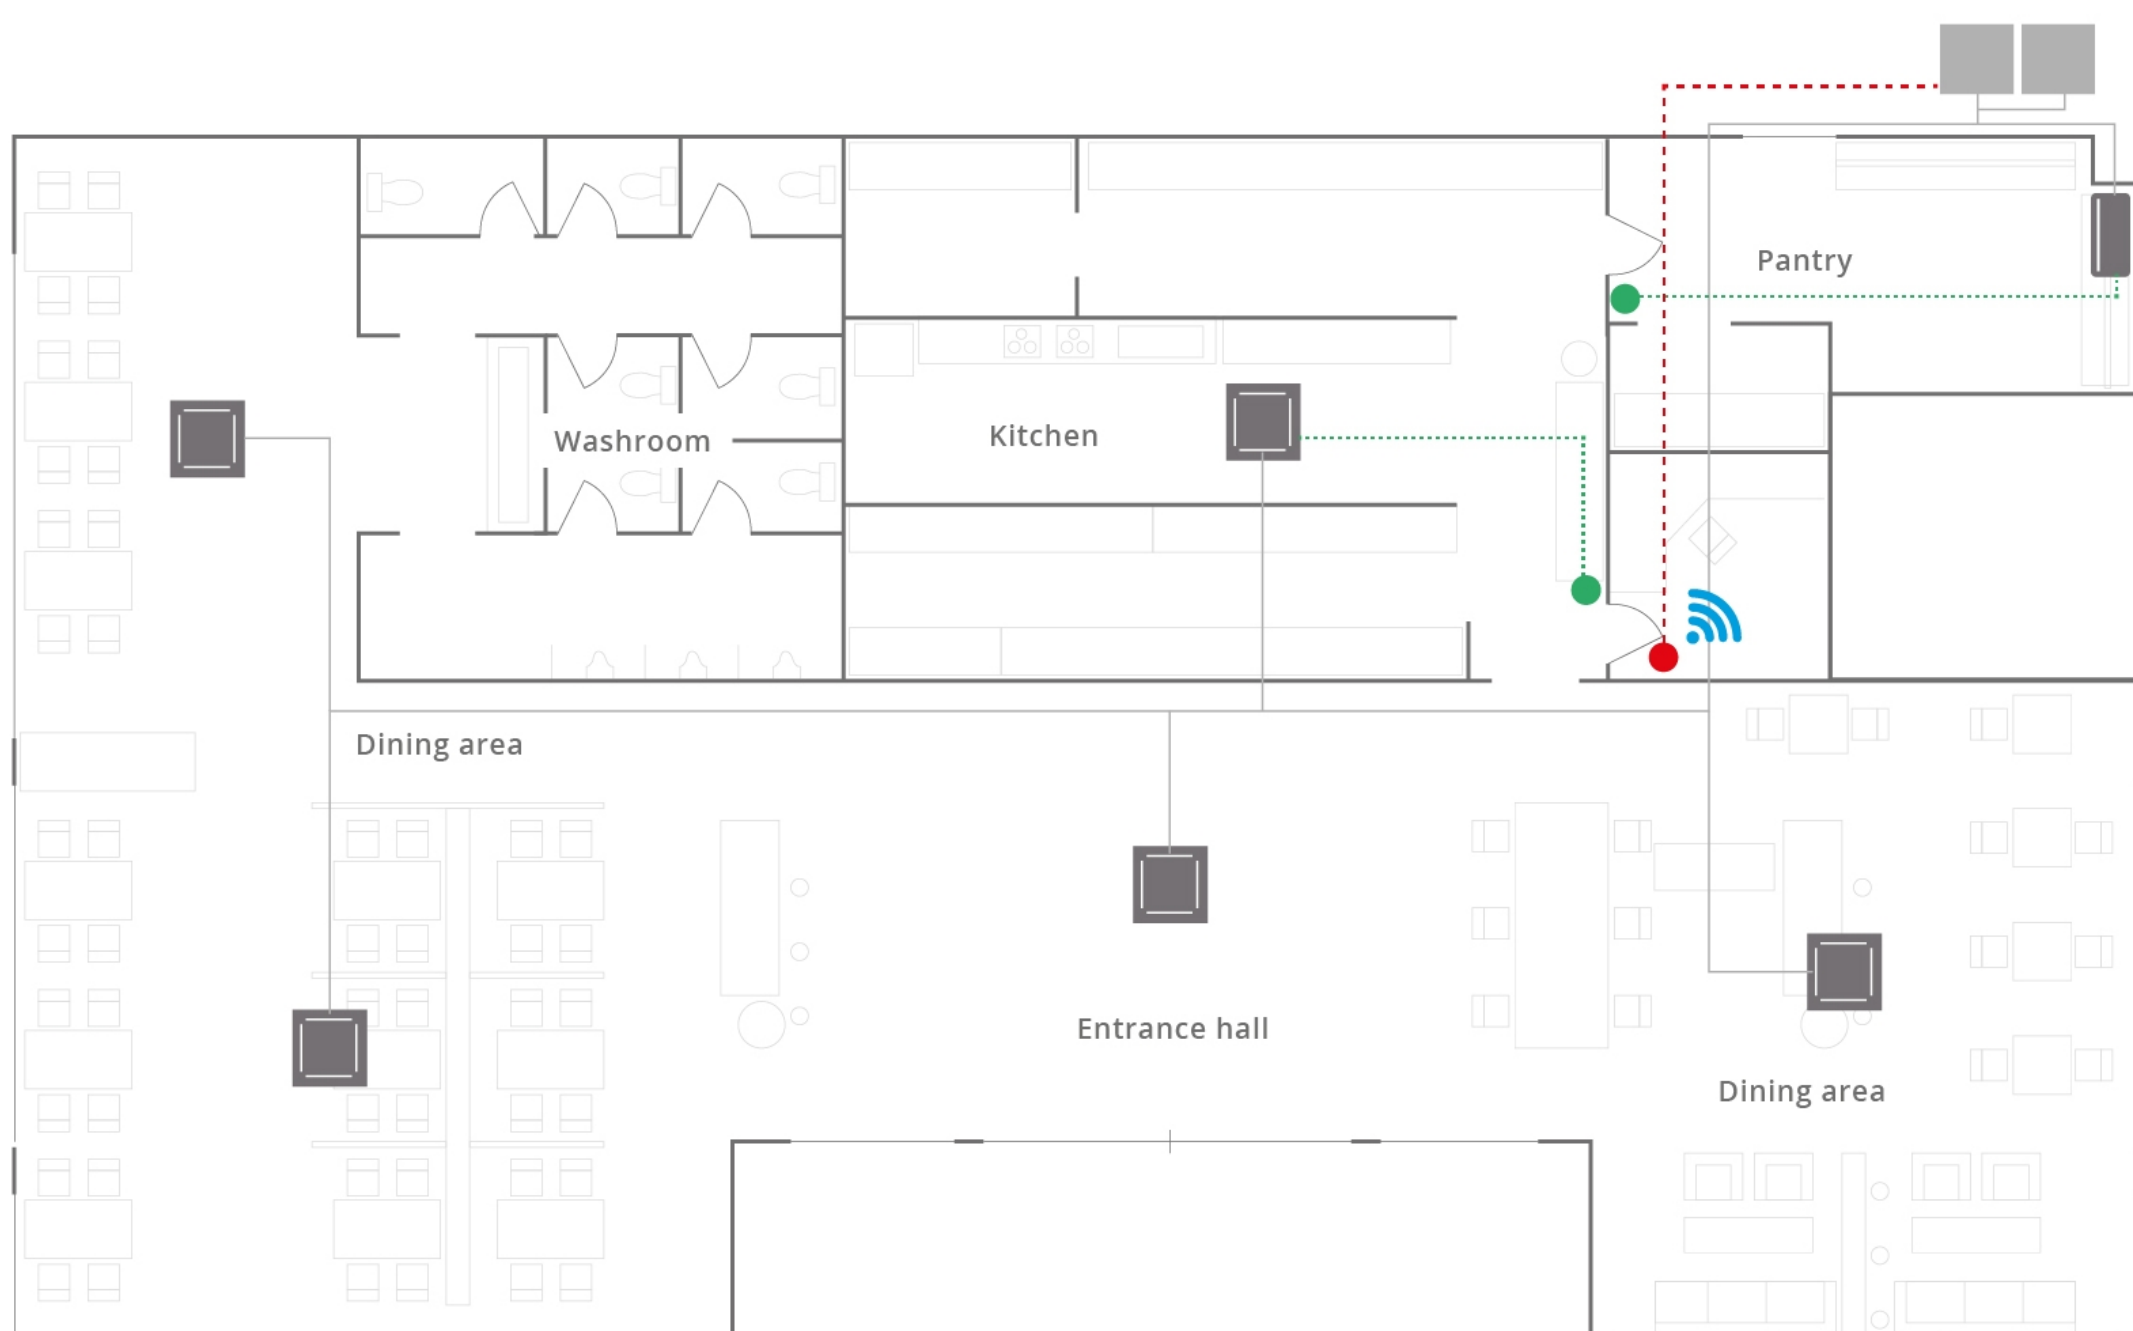 Pantry
Washroom
Kitchen
Dining area
Entrance hall
Dining area